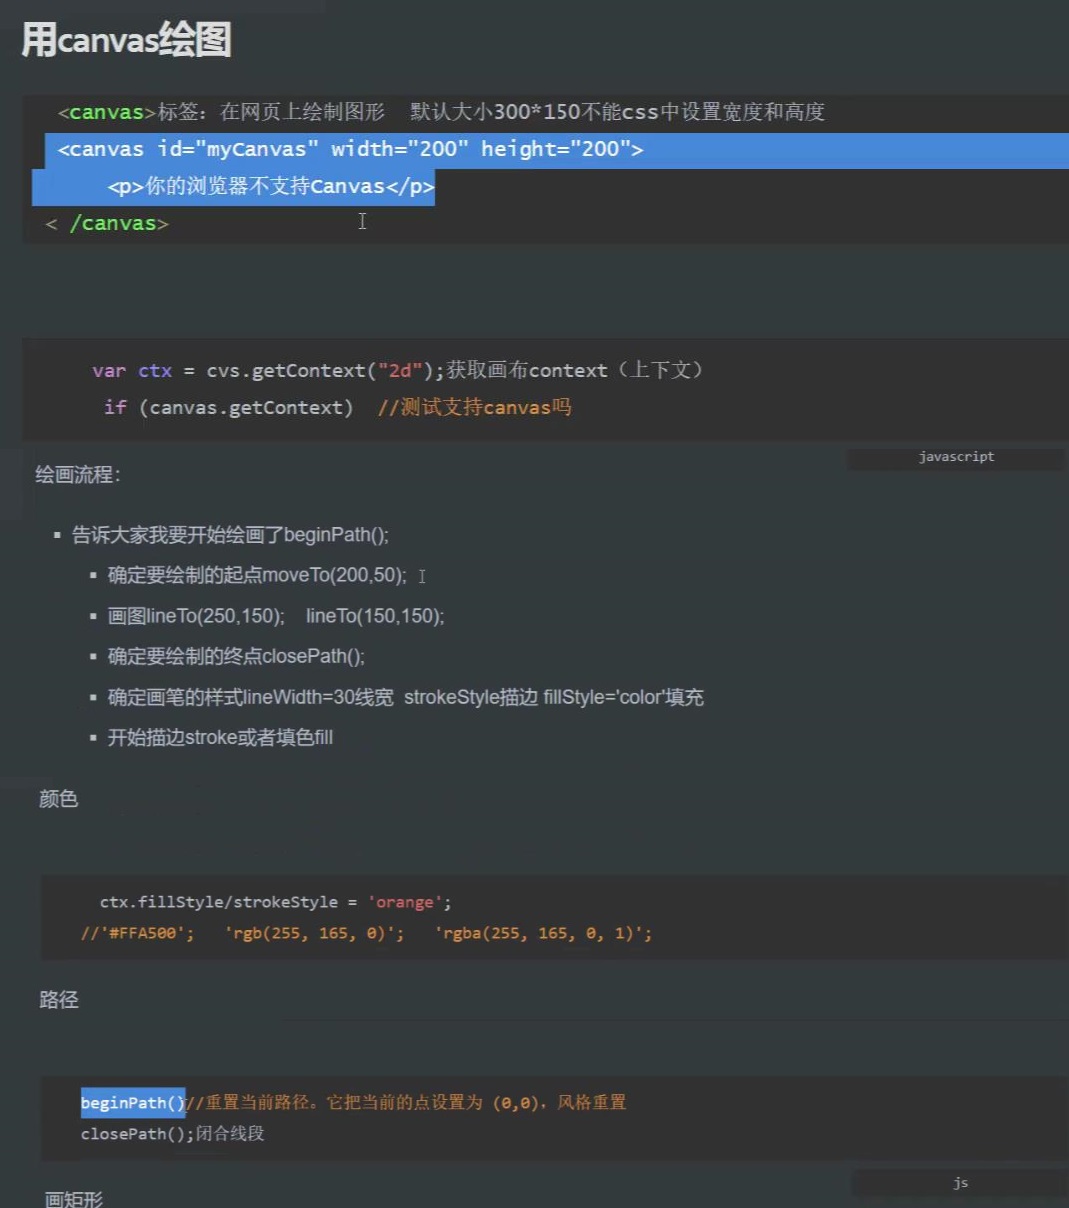 用canvas绘图
<canvas>标签：在网页上绘制图形  默认大小300*150不能css中设置宽度和高度
<canvas id="myCanvas" width="200" height="200">
<p>你的浏览器不支持Canvas</p>
< /canvas>
var ctx = cvs.getContext("2d");获取画布context（上下文）
if (canvas.getContext)  //测试支持canvas吗
javascript
绘画流程：
▪ 告诉大家我要开始绘画了beginPath();
▪ 确定要绘制的起点moveTo(200,50);
▪ 画图lineTo(250,150);    lineTo(150,150);
▪ 确定要绘制的终点closePath();
▪ 确定画笔的样式lineWidth=30线宽  strokeStyle描边 fillStyle='color'填充
▪ 开始描边stroke或者填色fill
颜色
ctx.fillStyle/strokeStyle = 'orange';
//'#FFA500';   'rgb(255, 165, 0)';   'rgba(255, 165, 0, 1)';
路径
beginPath()//重置当前路径。它把当前的点设置为 (0,0)，风格重置
closePath();闭合线段
js
画矩形